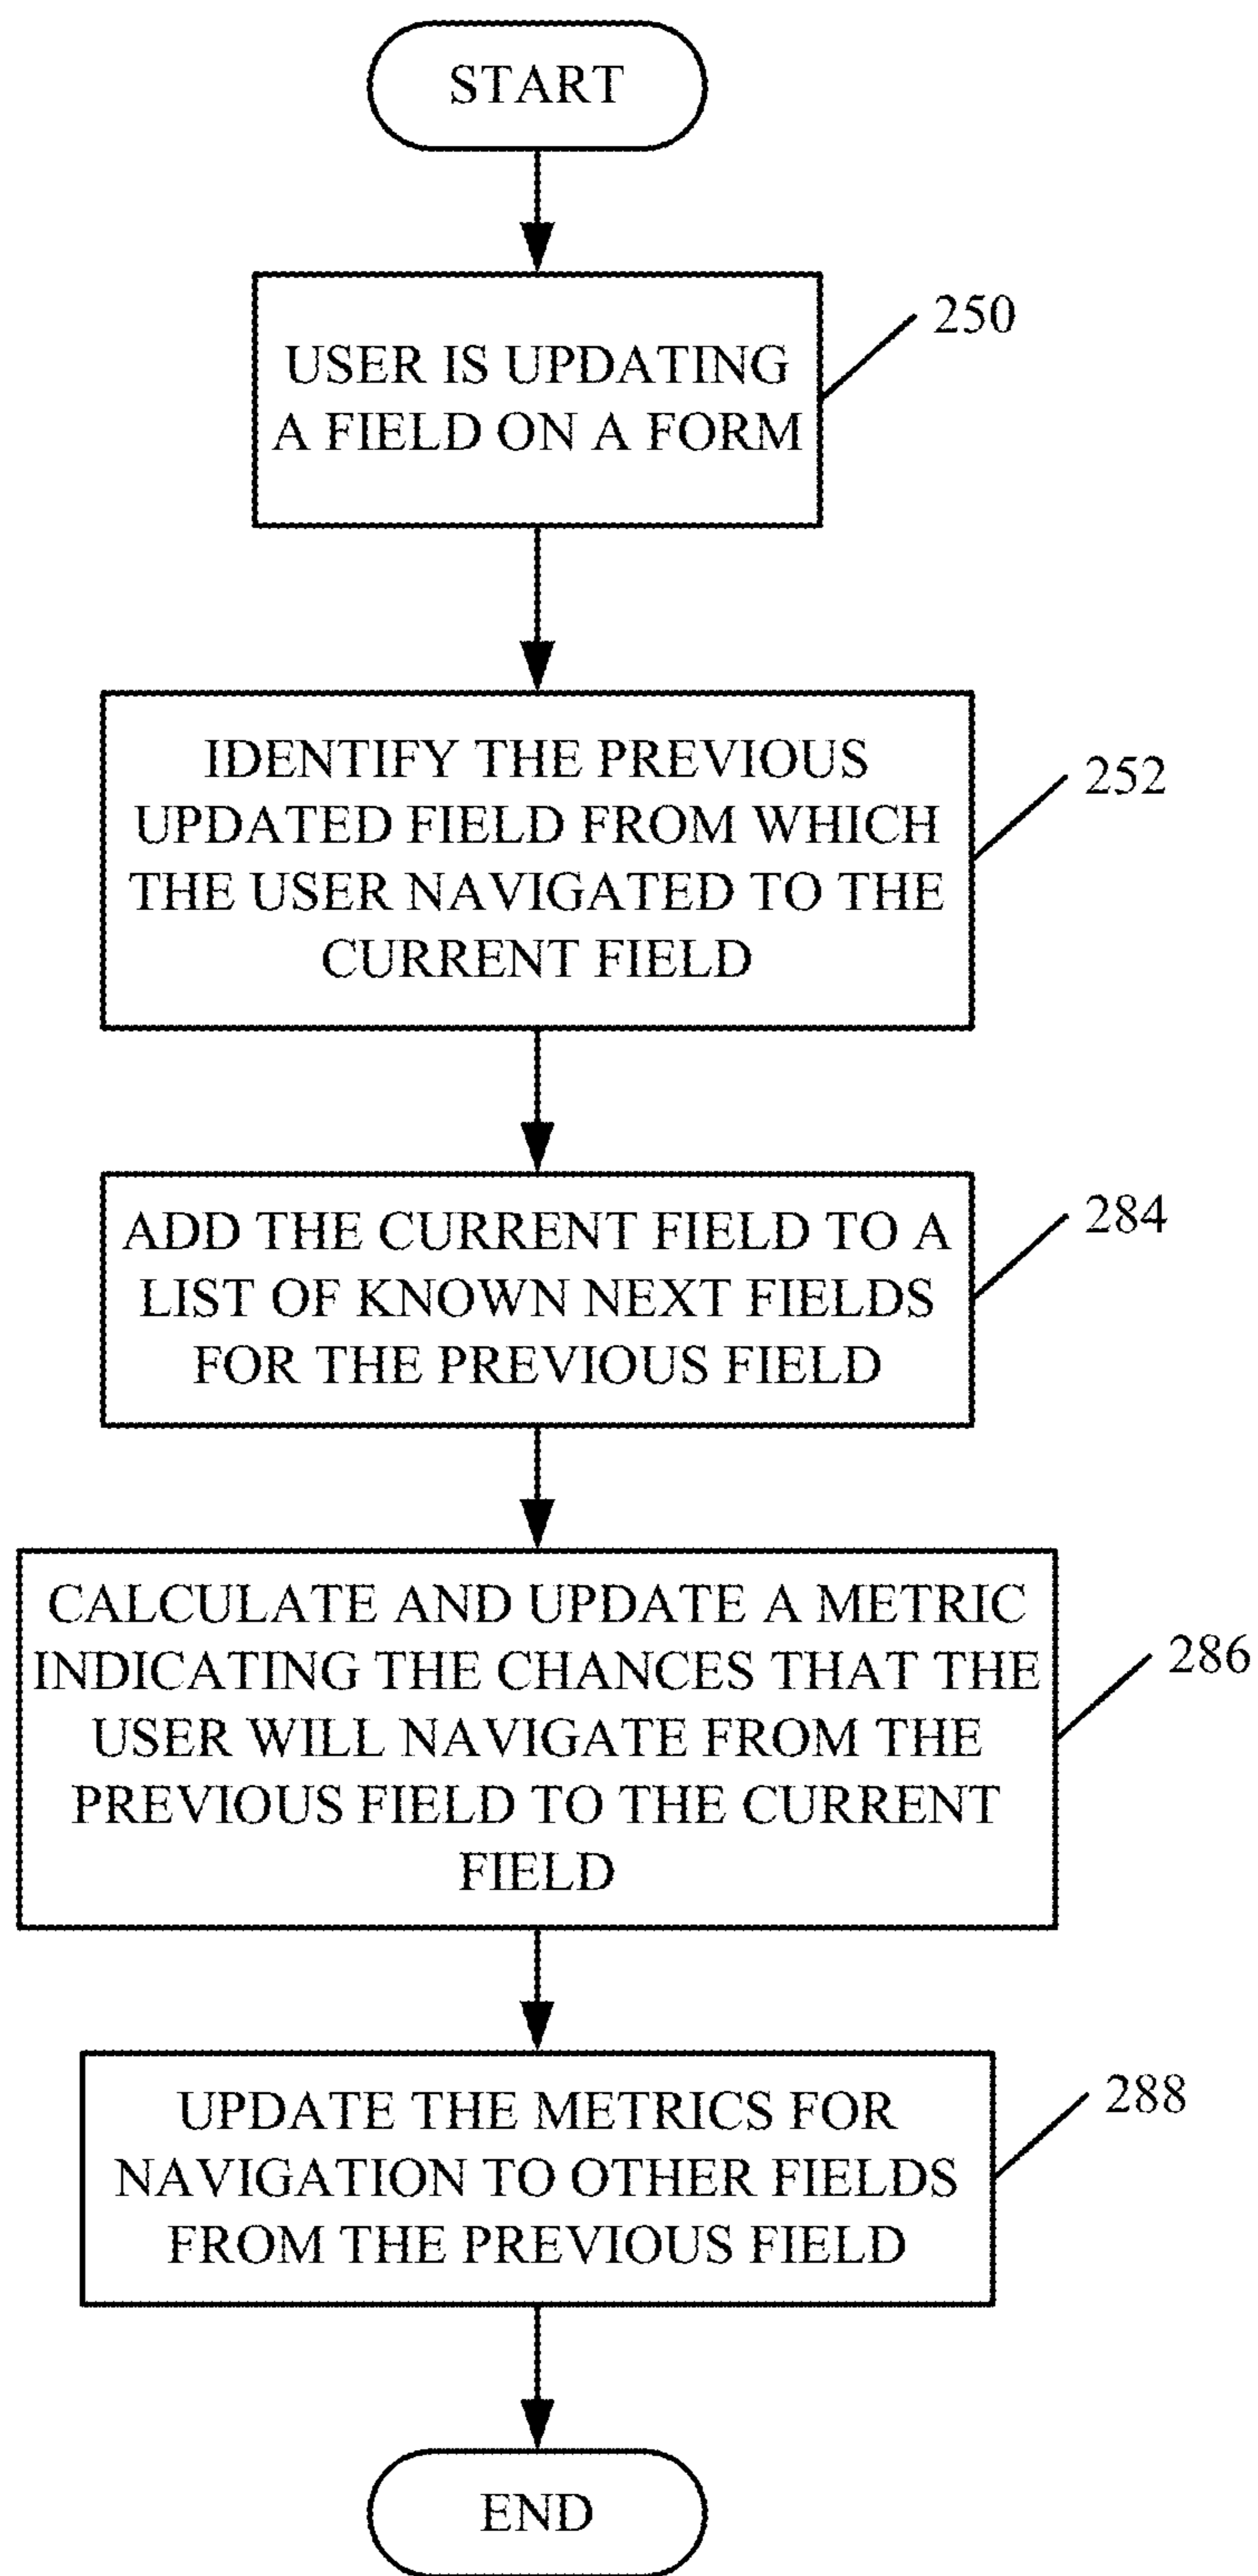 START
USER IS UPDATING
A FIELD ON A FORM
250
IDENTIFY THE PREVIOUS
UPDATED FIELD FROM WHICH
THE USER NAVIGATED TO THE
CURRENT FIELD
252
ADD THE CURRENT FIELD TO A
LIST OF KNOWN NEXT FIELDS
FOR THE PREVIOUS FIELD
284
CALCULATE AND UPDATE A METRIC
INDICATING THE CHANCES THAT THE
USER WILL NAVIGATE FROM THE
PREVIOUS FIELD TO THE CURRENT
FIELD
286
UPDATE THE METRICS FOR
NAVIGATION TO OTHER FIELDS
FROM THE PREVIOUS FIELD
288
END